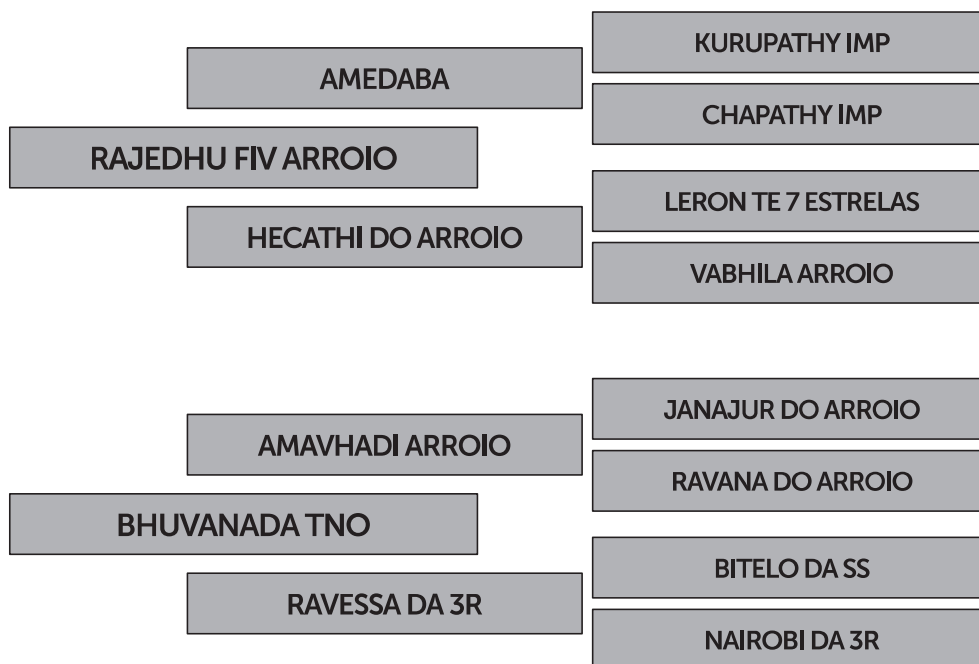 KURUPATHY IMP
AMEDABA
CHAPATHY IMP
RAJEDHU FIV ARROIO
LERON TE 7 ESTRELAS
HECATHI DO ARROIO
VABHILA ARROIO
JANAJUR DO ARROIO
AMAVHADI ARROIO
RAVANA DO ARROIO
BHUVANADA TNO
BITELO DA SS
RAVESSA DA 3R
NAIROBI DA 3R